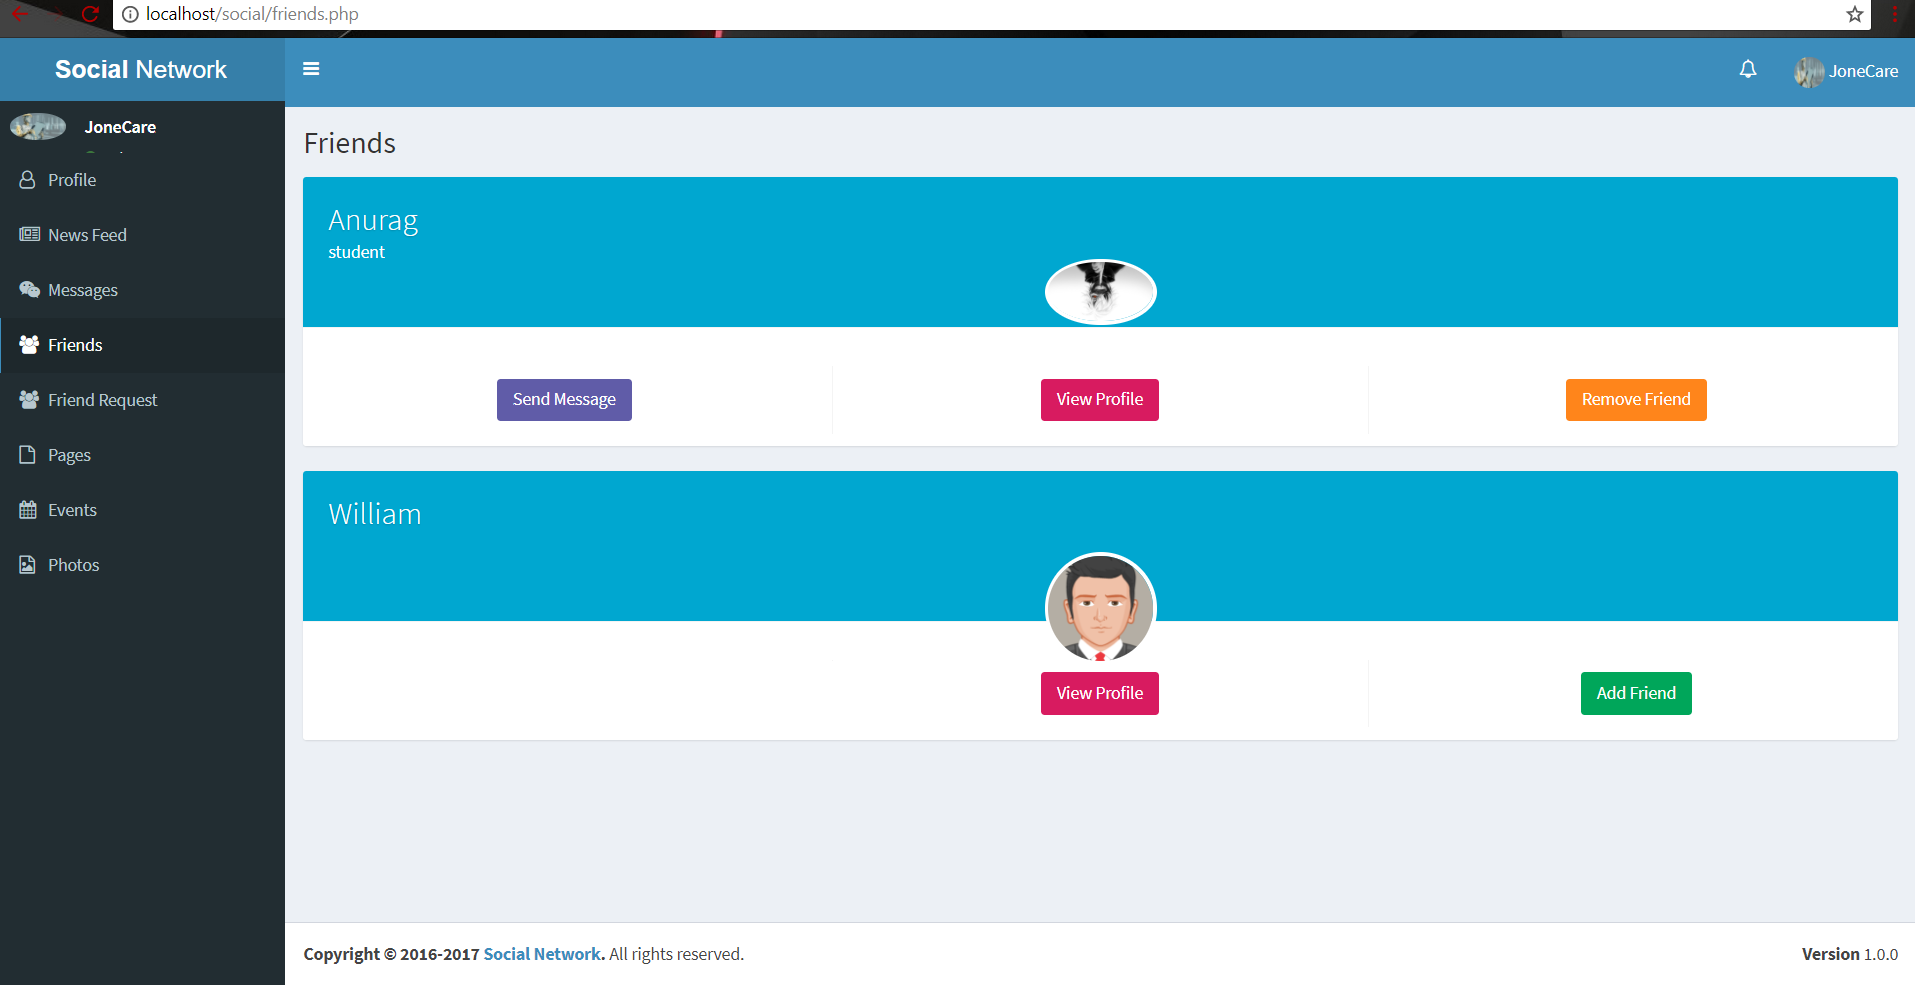 localhost/social/friends.php
Social Network
JoneCare
JoneCare
Profile
News Feed
Messages
Friends
Friend Request
Pages
Events
Photos
Friends
Anurag
student
Send Message
View Profile
Remove Friend
William
View Profile
Add Friend
Copyright © 2016-2017 Social Network. All rights reserved.
Version 1.0.0